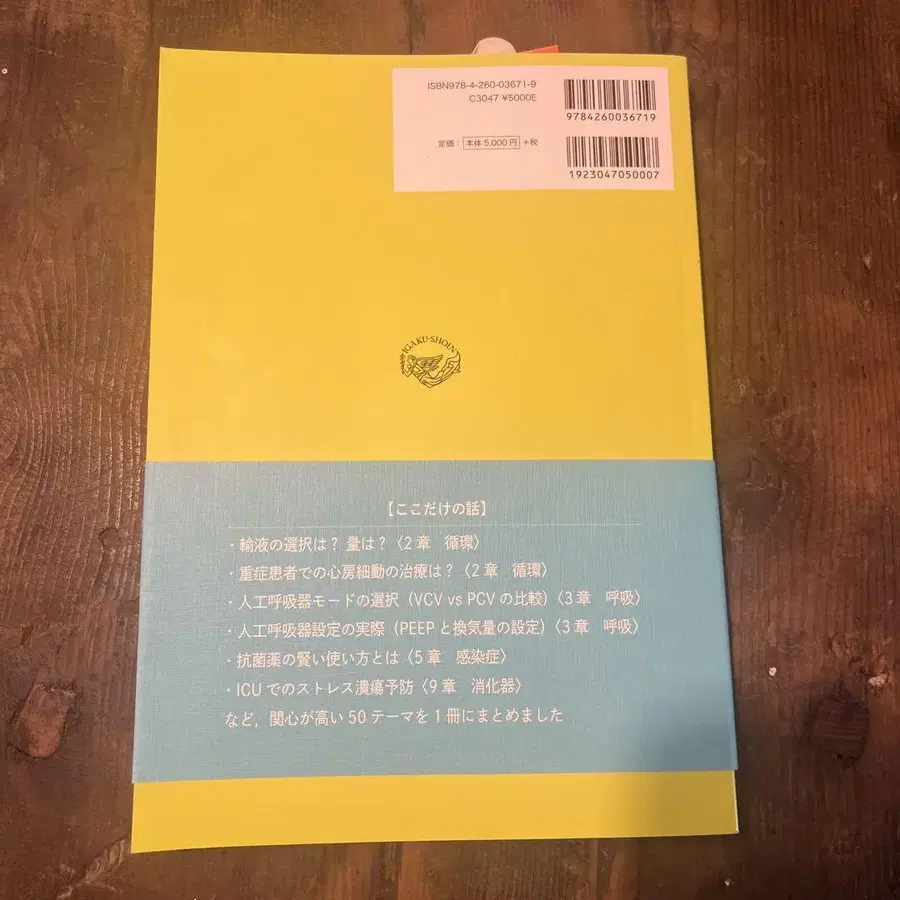 ISBN978-4-260-03671-9
C3047 ¥5000E
9784260036719
定価：本体 5,000 円 +税
1923047050007
IGAKU-SHOIN
【ここだけの話】
・輸液の選択は？ 量は？〈2章　循環〉
・重症患者での心房細動の治療は？〈2章　循環〉
・人工呼吸器モードの選択（VCV vs PCV の比較）〈3章　呼吸〉
・人工呼吸器設定の実際（PEEP と換気量の設定）〈3章　呼吸〉
・抗菌薬の賢い使い方とは〈5章　感染症〉
・ICU でのストレス潰瘍予防〈9章　消化器〉
など，関心が高い 50 テーマを 1 冊にまとめました